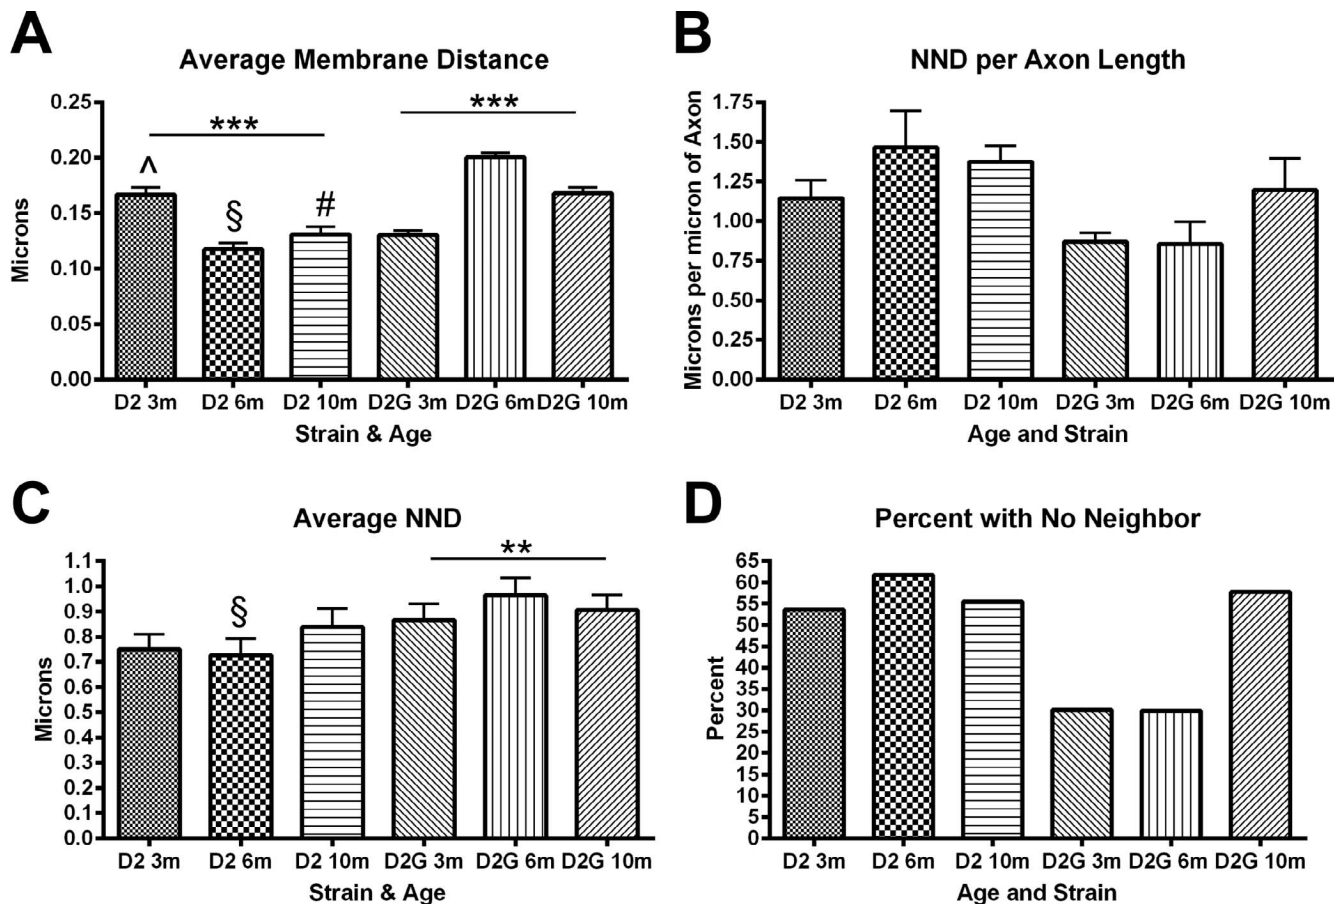 A
Average Membrane Distance
Microns
0.25
0.20
0.15
0.10
0.05
0.00
***
***
^
§
#
D2 3m D2 6m D2 10m D2G 3m D2G 6m D2G 10m
Strain & Age
B
NND per Axon Length
Microns per micron of Axon
1.75
1.50
1.25
1.00
0.75
0.50
0.25
0.00
D2 3m D2 6m D2 10m D2G 3m D2G 6m D2G 10m
Age and Strain
C
Average NND
Microns
1.1
1.0
0.9
0.8
0.7
0.6
0.5
0.4
0.3
0.2
0.1
0.0
**
§
D2 3m D2 6m D2 10m D2G 3m D2G 6m D2G 10m
Strain & Age
D
Percent with No Neighbor
Percent
65
60
55
50
45
40
35
30
25
20
15
10
5
0
D2 3m D2 6m D2 10m D2G 3m D2G 6m D2G 10m
Age and Strain